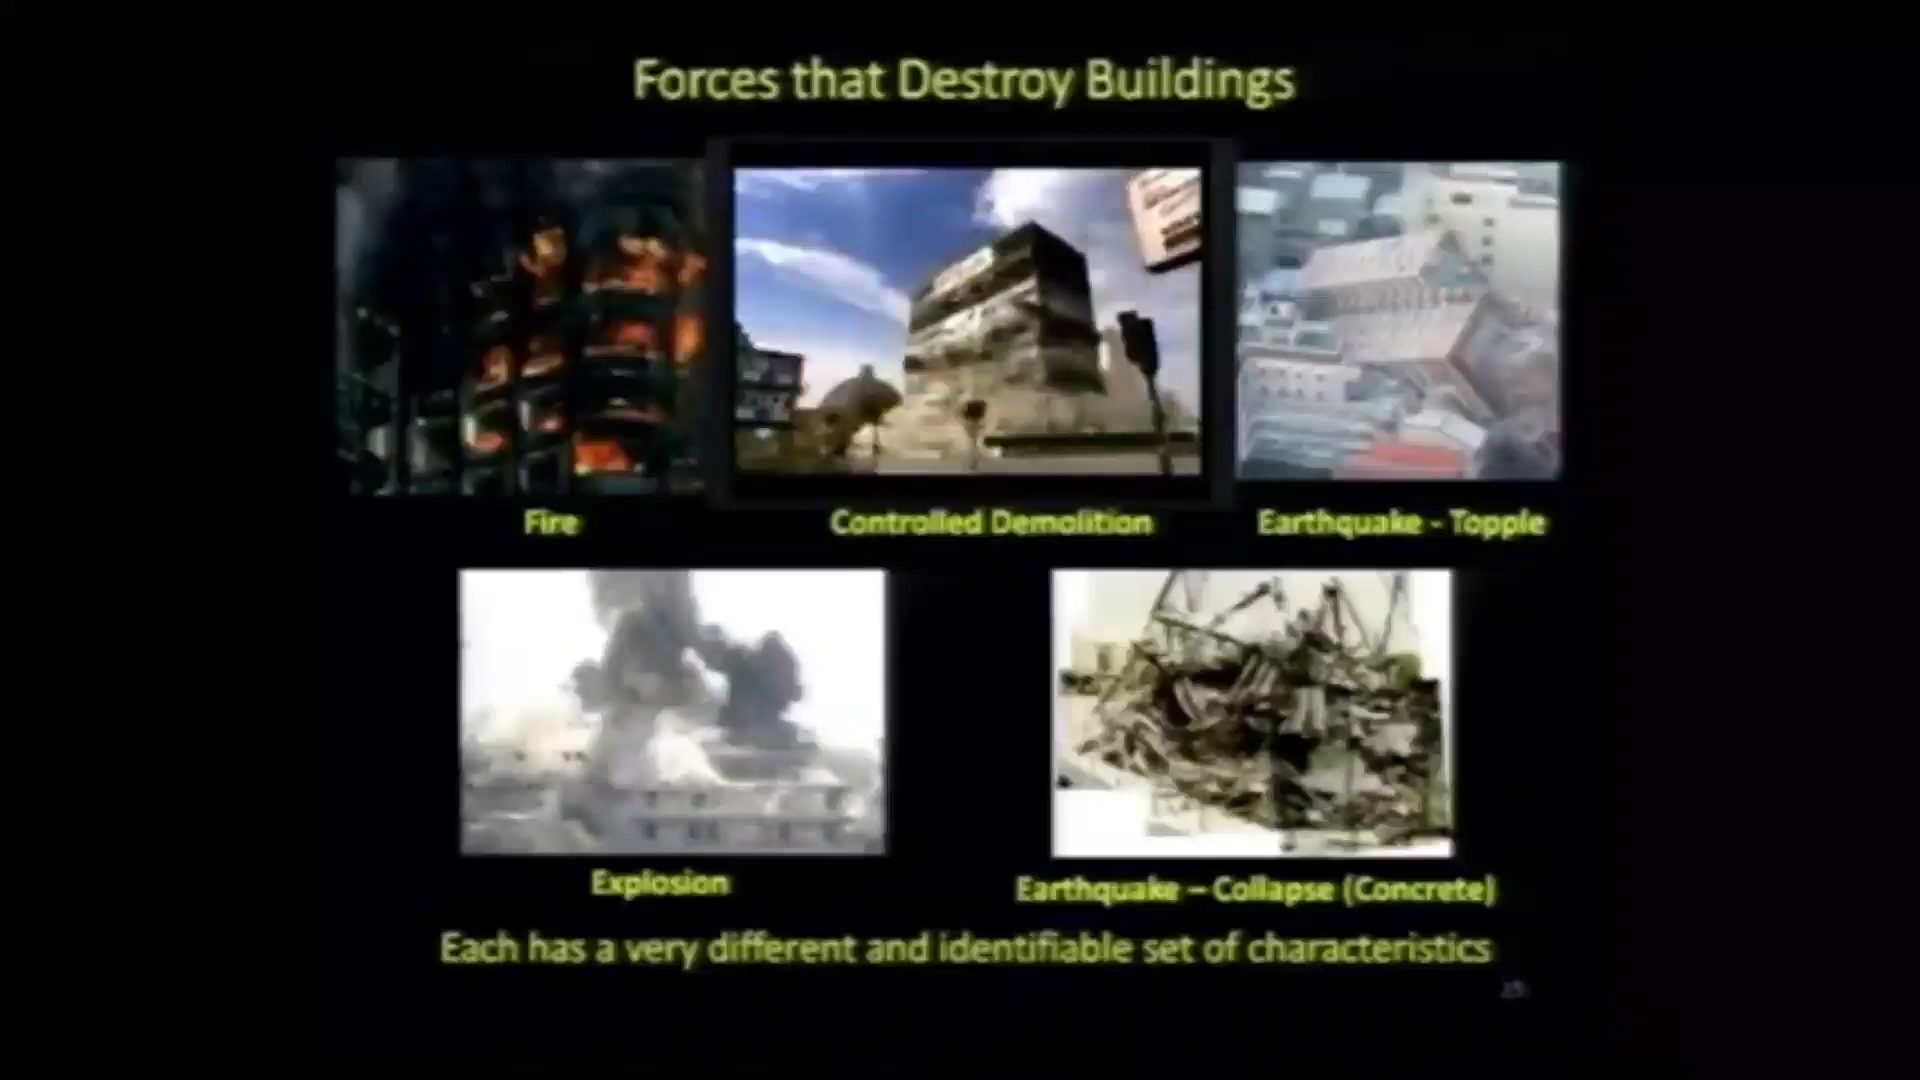 Forces that Destroy Buildings
Fire
Controlled Demolition
Earthquake - Topple
Explosion
Earthquake – Collapse (Concrete)
Each has a very different and identifiable set of characteristics